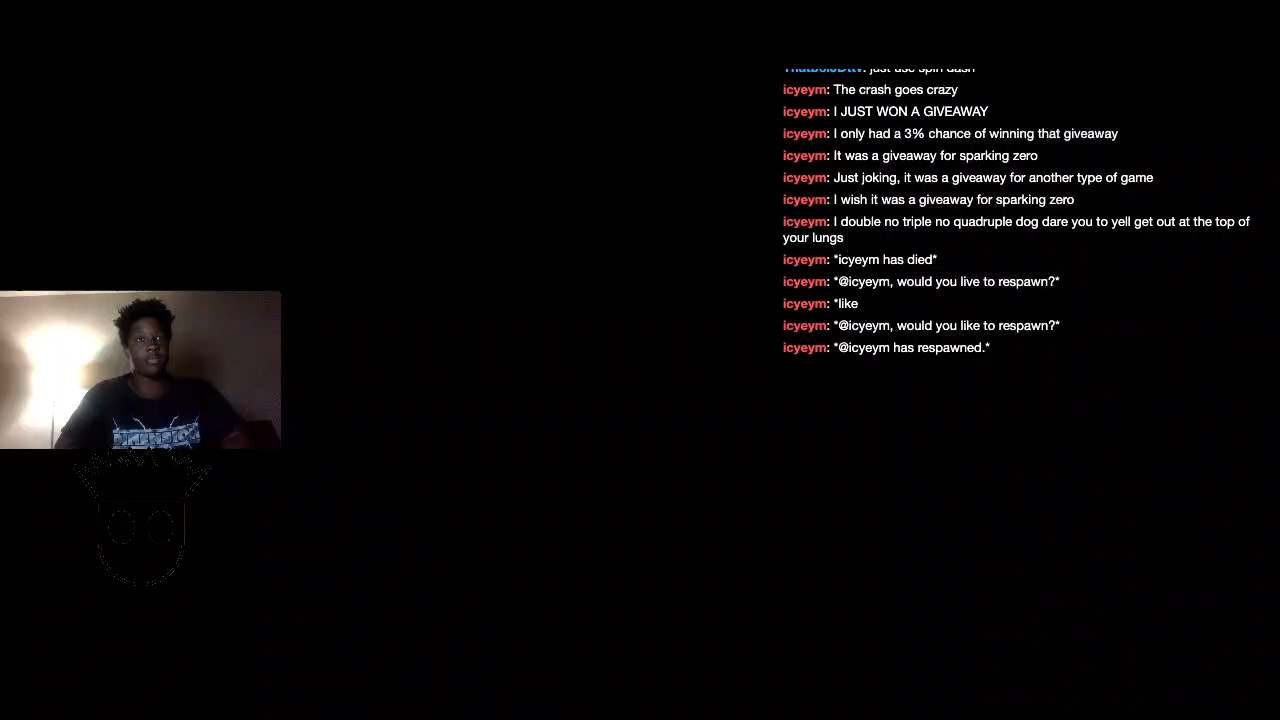 just use spin dash
icyeym: The crash goes crazy
icyeym: I JUST WON A GIVEAWAY
icyeym: I only had a 3% chance of winning that giveaway
icyeym: It was a giveaway for sparking zero
icyeym: Just joking, it was a giveaway for another type of game
icyeym: I wish it was a giveaway for sparking zero
icyeym: I double no triple no quadruple dog dare you to yell get out at the top of
your lungs
icyeym: *icyeym has died*
icyeym: *@icyeym, would you live to respawn?*
icyeym: *like
icyeym: *@icyeym, would you like to respawn?*
icyeym: *@icyeym has respawned.*